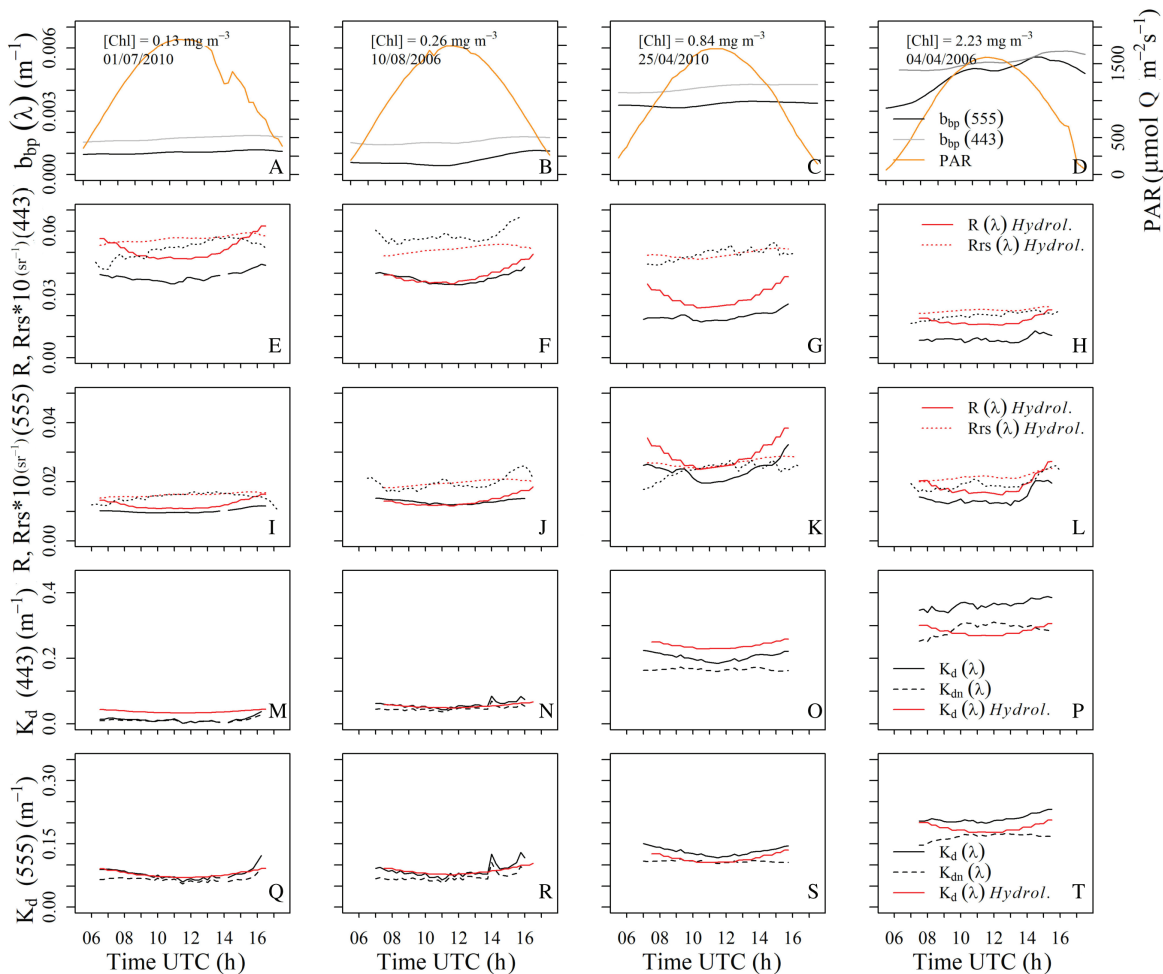 [Chl] = 0.13 mg m⁻³
01/07/2010
[Chl] = 0.26 mg m⁻³
10/08/2006
[Chl] = 0.84 mg m⁻³
25/04/2010
[Chl] = 2.23 mg m⁻³
04/04/2006
b_bp (λ) (m⁻¹)
0.000 0.003 0.006
b_bp (555)
b_bp (443)
PAR
A B C D
0 500 1500
PAR (μmol Q m⁻²s⁻¹)
R, Rrs*10 (sr⁻¹) (443)
0.00 0.03 0.06
R (λ) Hydrol.
Rrs (λ) Hydrol.
E F G H
R, Rrs*10 (sr⁻¹) (555)
0.00 0.02 0.04
R (λ) Hydrol.
Rrs (λ) Hydrol.
I J K L
K_d (443) (m⁻¹)
0.0 0.2 0.4
K_d (λ)
K_dn (λ)
K_d (λ) Hydrol.
M N O P
K_d (555) (m⁻¹)
0.00 0.15 0.30
K_d (λ)
K_dn (λ)
K_d (λ) Hydrol.
Q R S T
06 08 10 12 14 16 06 08 10 12 14 16 06 08 10 12 14 16 06 08 10 12 14 16
Time UTC (h) Time UTC (h) Time UTC (h) Time UTC (h)